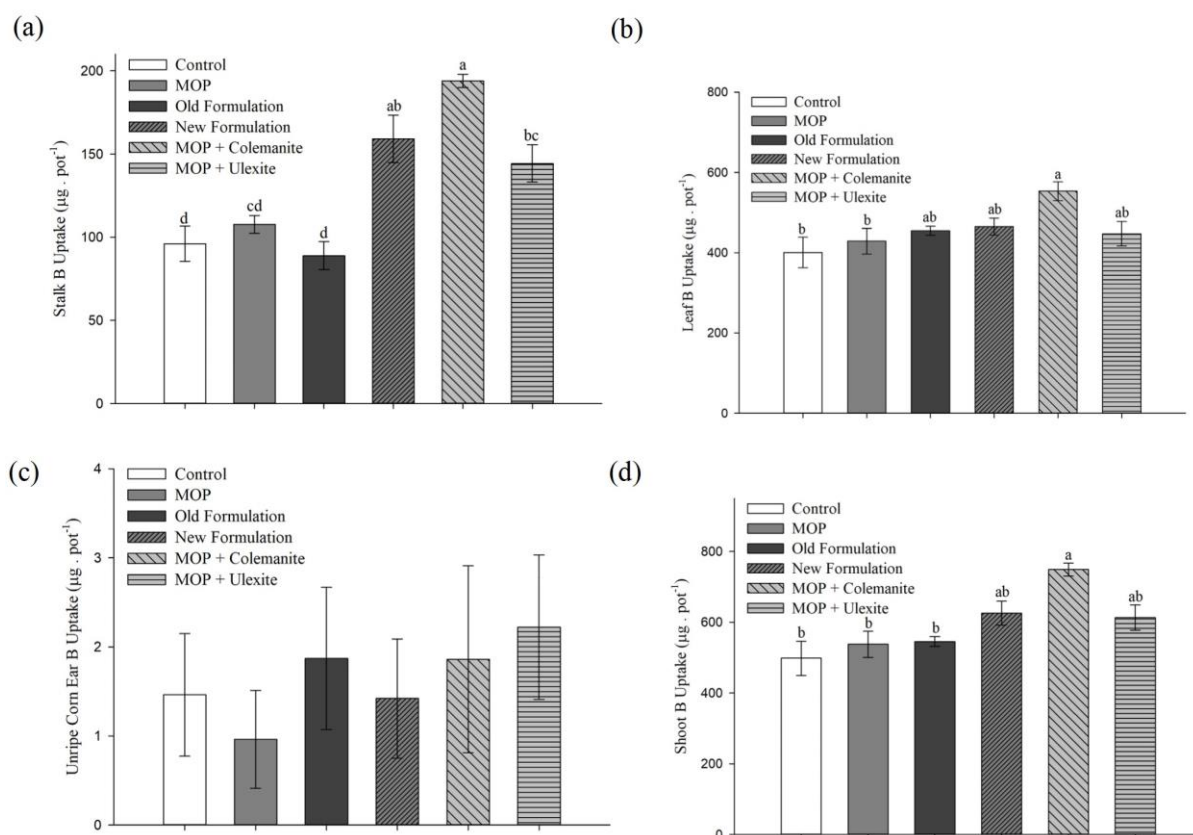 (a)
Stalk B Uptake (µg . pot⁻¹)
200
150
100
50
0
Control
MOP
Old Formulation
New Formulation
MOP + Colemanite
MOP + Ulexite
d
cd
d
ab
a
bc
(b)
Leaf B Uptake (µg . pot⁻¹)
800
600
400
200
0
Control
MOP
Old Formulation
New Formulation
MOP + Colemanite
MOP + Ulexite
b
b
ab
ab
a
ab
(c)
Unripe Corn Ear B Uptake (µg . pot⁻¹)
4
3
2
1
0
Control
MOP
Old Formulation
New Formulation
MOP + Colemanite
MOP + Ulexite
(d)
Shoot B Uptake (µg . pot⁻¹)
800
600
400
200
0
Control
MOP
Old Formulation
New Formulation
MOP + Colemanite
MOP + Ulexite
b
b
b
ab
a
ab